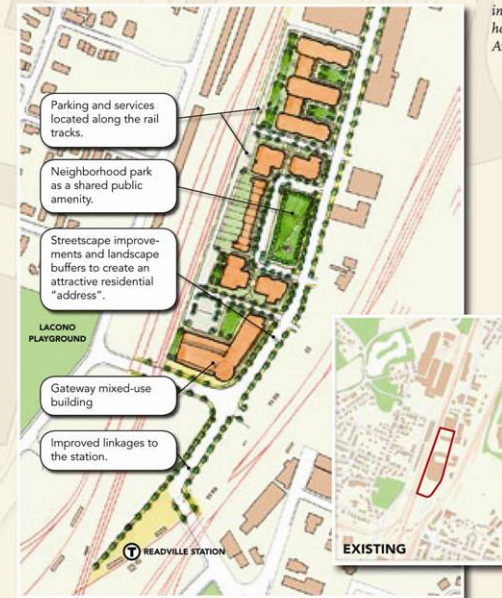 Parking and services
located along the rail
tracks.
Neighborhood park
as a shared public
amenity.
Streetscape improve-
ments and landscape
buffers to create an
attractive residential
"address".
LACONO
PLAYGROUND
Gateway mixed-use
building
Improved linkages to
the station.
T READVILLE STATION
EXISTING